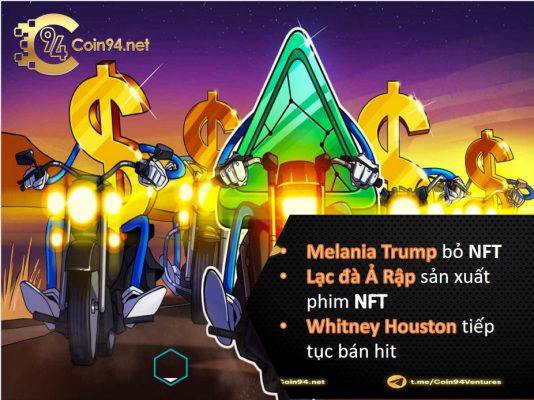 94
Coin94.net
• Melania Trump bỏ NFT
• Lạc đà Ả Rập sản xuất
phim NFT
• Whitney Houston tiếp
tục bán hit
Coin94.net
t.me/Coin94Ventures